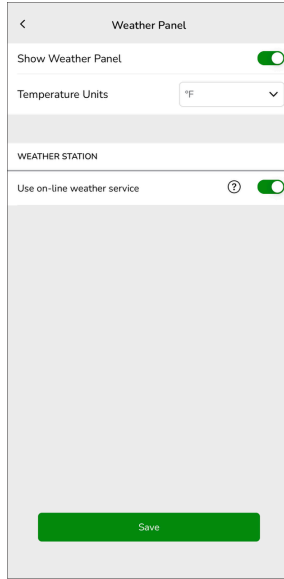 Weather Panel
Show Weather Panel
Temperature Units
°F
WEATHER STATION
Use on-line weather service ?
Save